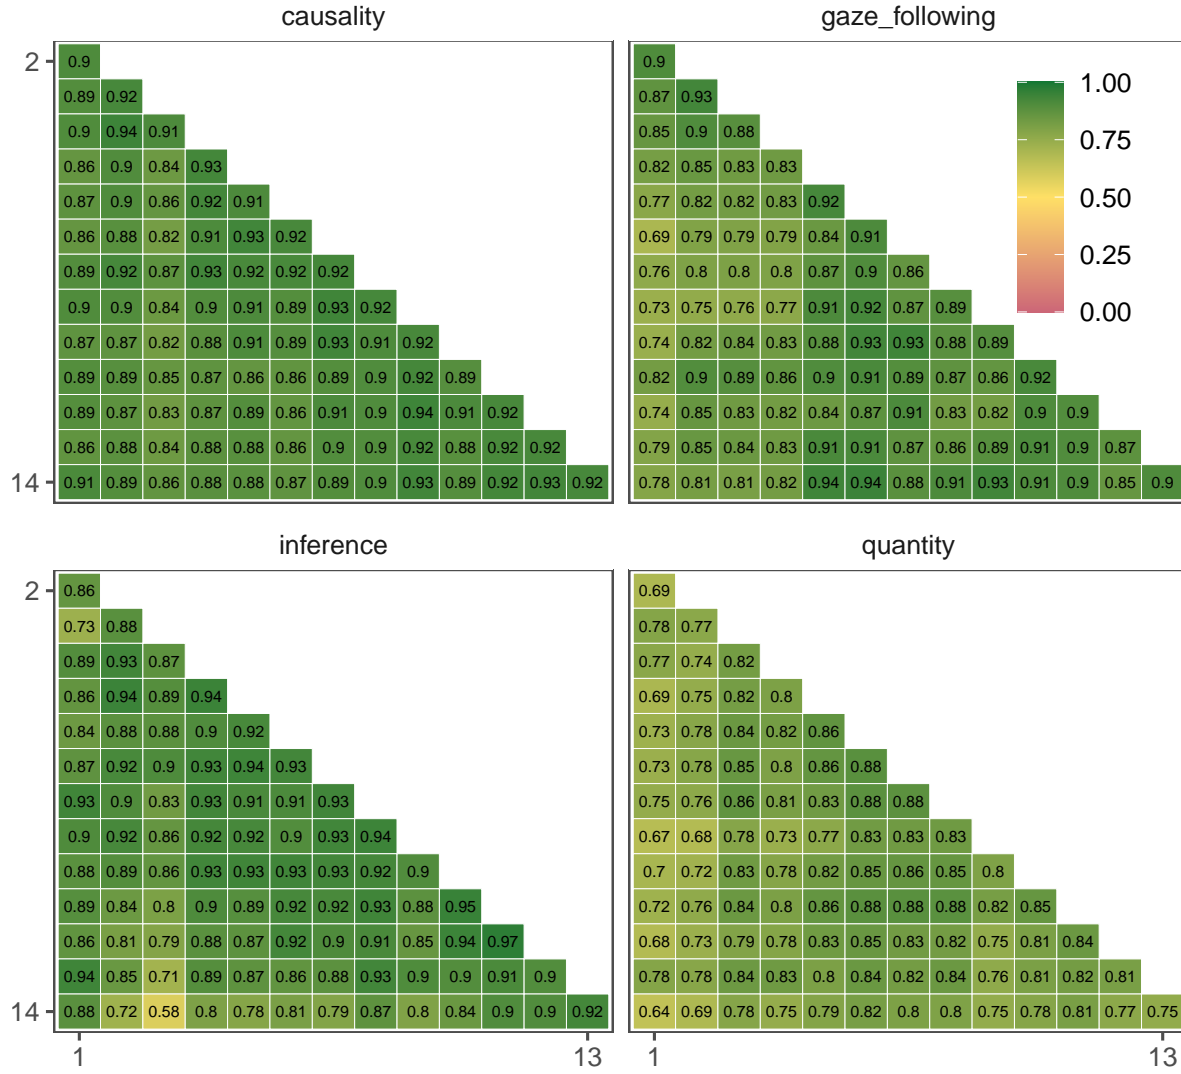 causality gaze_following
2 0.9 0.9
0.89 0.92 0.87 0.93 1.00
0.9 0.94 0.91 0.85 0.9 0.88
0.86 0.9 0.84 0.93 0.82 0.85 0.83 0.83 0.75
0.87 0.9 0.86 0.92 0.91 0.77 0.82 0.82 0.83 0.92 0.50
0.86 0.88 0.82 0.91 0.93 0.92 0.69 0.79 0.79 0.79 0.84 0.91
0.89 0.92 0.87 0.93 0.92 0.92 0.92 0.76 0.8 0.8 0.8 0.87 0.9 0.86 0.25
0.9 0.9 0.84 0.9 0.91 0.89 0.93 0.92 0.73 0.75 0.76 0.77 0.91 0.92 0.87 0.89 0.00
0.87 0.87 0.82 0.88 0.91 0.89 0.93 0.91 0.92 0.74 0.82 0.84 0.83 0.88 0.93 0.93 0.88 0.89
0.89 0.89 0.85 0.87 0.86 0.86 0.89 0.9 0.92 0.89 0.82 0.9 0.89 0.86 0.9 0.91 0.89 0.87 0.86 0.92
0.89 0.87 0.83 0.87 0.89 0.86 0.91 0.9 0.94 0.91 0.92 0.74 0.85 0.83 0.82 0.84 0.87 0.91 0.83 0.82 0.9 0.9
0.86 0.88 0.84 0.88 0.88 0.86 0.9 0.9 0.92 0.88 0.92 0.92 0.79 0.85 0.84 0.83 0.91 0.91 0.87 0.86 0.89 0.91 0.9 0.87
14 0.91 0.89 0.86 0.88 0.88 0.87 0.89 0.9 0.93 0.89 0.92 0.93 0.92 0.78 0.81 0.81 0.82 0.94 0.94 0.88 0.91 0.93 0.91 0.9 0.85 0.9
inference quantity
2 0.86 0.69
0.73 0.88 0.78 0.77
0.89 0.93 0.87 0.77 0.74 0.82
0.86 0.94 0.89 0.94 0.69 0.75 0.82 0.8
0.84 0.88 0.88 0.9 0.92 0.73 0.78 0.84 0.82 0.86
0.87 0.92 0.9 0.93 0.94 0.93 0.73 0.78 0.85 0.8 0.86 0.88
0.93 0.9 0.83 0.93 0.91 0.91 0.93 0.75 0.76 0.86 0.81 0.83 0.88 0.88
0.9 0.92 0.86 0.92 0.92 0.9 0.93 0.94 0.67 0.68 0.78 0.73 0.77 0.83 0.83 0.83
0.88 0.89 0.86 0.93 0.93 0.93 0.93 0.92 0.9 0.7 0.72 0.83 0.78 0.82 0.85 0.86 0.85 0.8
0.89 0.84 0.8 0.9 0.89 0.92 0.92 0.93 0.88 0.95 0.72 0.76 0.84 0.8 0.86 0.88 0.88 0.88 0.82 0.85
0.86 0.81 0.79 0.88 0.87 0.92 0.9 0.91 0.85 0.94 0.97 0.68 0.73 0.79 0.78 0.83 0.85 0.83 0.82 0.75 0.81 0.84
0.94 0.85 0.71 0.89 0.87 0.86 0.88 0.93 0.9 0.9 0.91 0.9 0.78 0.78 0.84 0.83 0.8 0.84 0.82 0.84 0.76 0.81 0.82 0.81
14 0.88 0.72 0.58 0.8 0.78 0.81 0.79 0.87 0.8 0.84 0.9 0.9 0.92 0.64 0.69 0.78 0.75 0.79 0.82 0.8 0.8 0.75 0.78 0.81 0.77 0.75
1 13 1 13